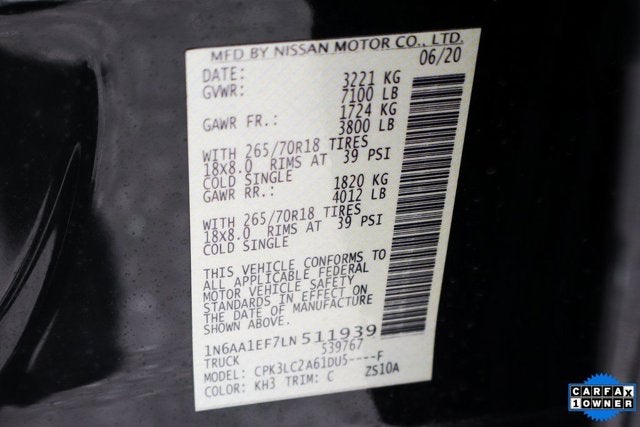 MFD BY NISSAN MOTOR CO., LTD.
DATE: 06/20
GVWR: 3221 KG
7100 LB
GAWR FR.: 1724 KG
3800 LB
WITH 265/70R18 TIRES
18X8.0 RIMS AT 39 PSI
COLD SINGLE
GAWR RR.: 1820 KG
4012 LB
WITH 265/70R18 TIRES
18X8.0 RIMS AT 39 PSI
COLD SINGLE
THIS VEHICLE CONFORMS TO
ALL APPLICABLE FEDERAL
MOTOR VEHICLE SAFETY
STANDARDS IN EFFECT ON
THE DATE OF MANUFACTURE
SHOWN ABOVE.
1N6AA1EF7LN511939
TRUCK 539767
MODEL: CPK3LC2A61DU5----F
COLOR: KH3 TRIM: C ZS10A
CARFAX
1 OWNER